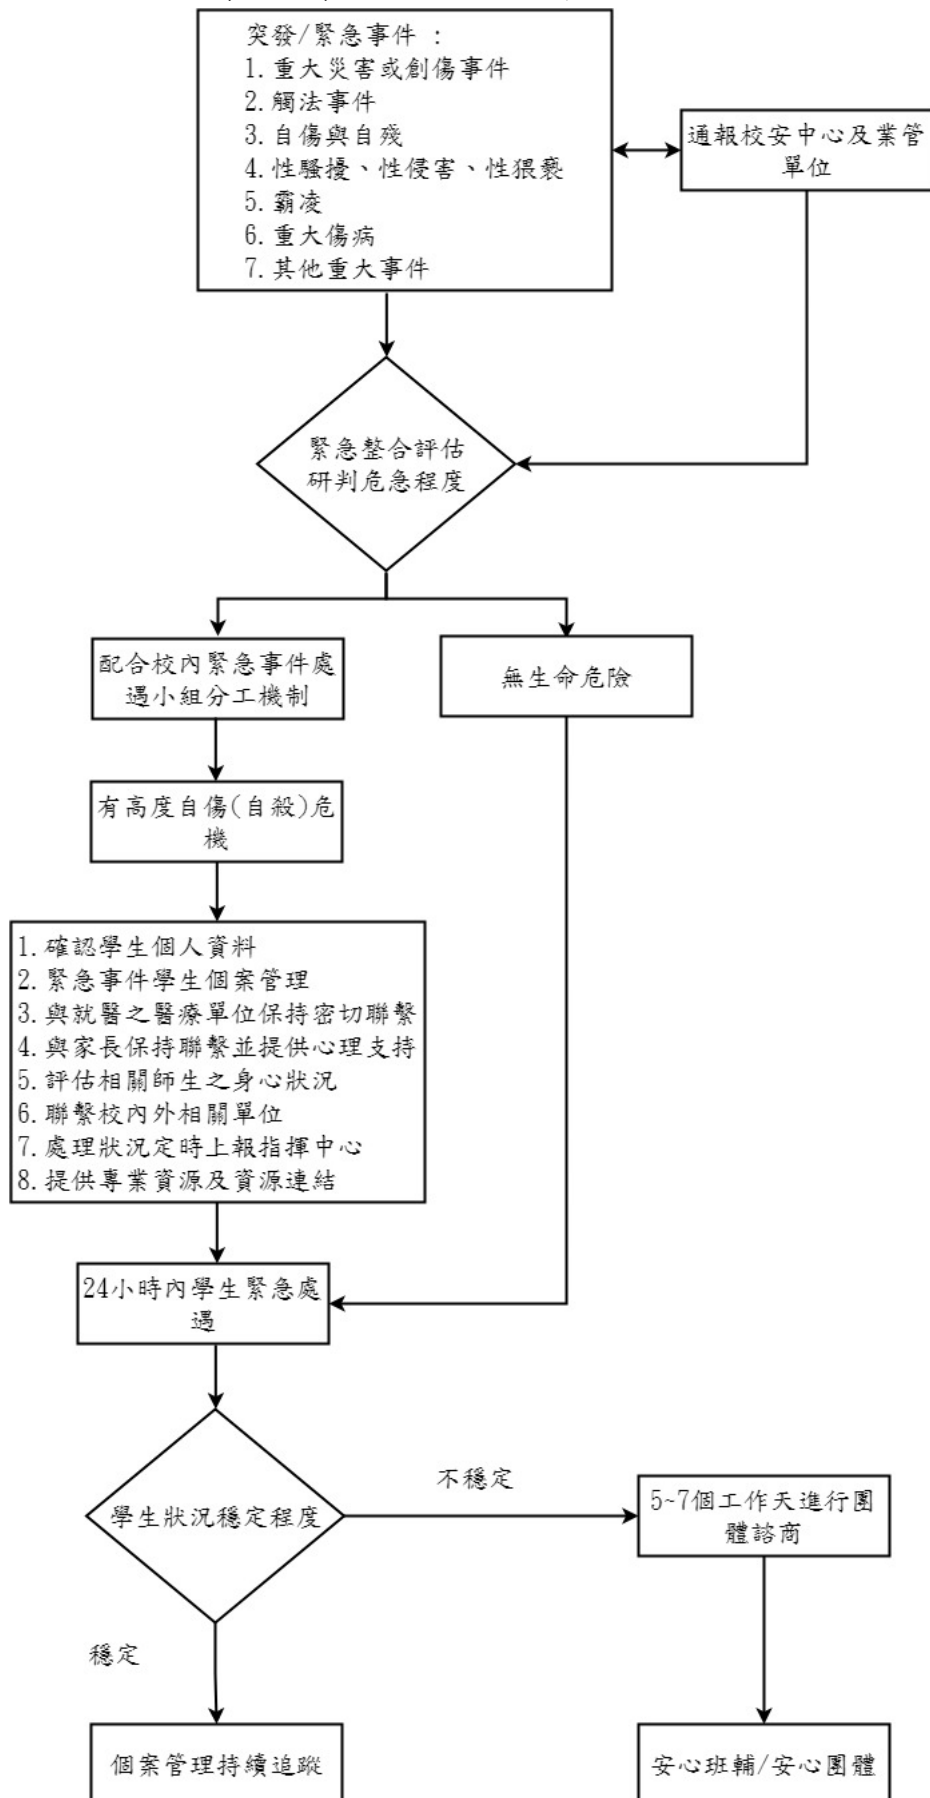 突發/緊急事件：
1.重大災害或創傷事件
2.觸法事件
3.自傷與自殘
4.性騷擾、性侵害、性猥褻
5.霸凌
6.重大傷病
7.其他重大事件
通報校安中心及業管
單位
緊急整合評估
研判危急程度
配合校內緊急事件處
遇小組分工機制
無生命危險
有高度自傷(自殺)危
機
1.確認學生個人資料
2.緊急事件學生個案管理
3.與就醫之醫療單位保持密切聯繫
4.與家長保持聯繫並提供心理支持
5.評估相關師生之身心狀況
6.聯繫校內外相關單位
7.處理狀況定時上報指揮中心
8.提供專業資源及資源連結
24小時內學生緊急處
遇
學生狀況穩定程度
不穩定
5~7個工作天進行團
體諮商
穩定
個案管理持續追蹤
安心班輔/安心團體